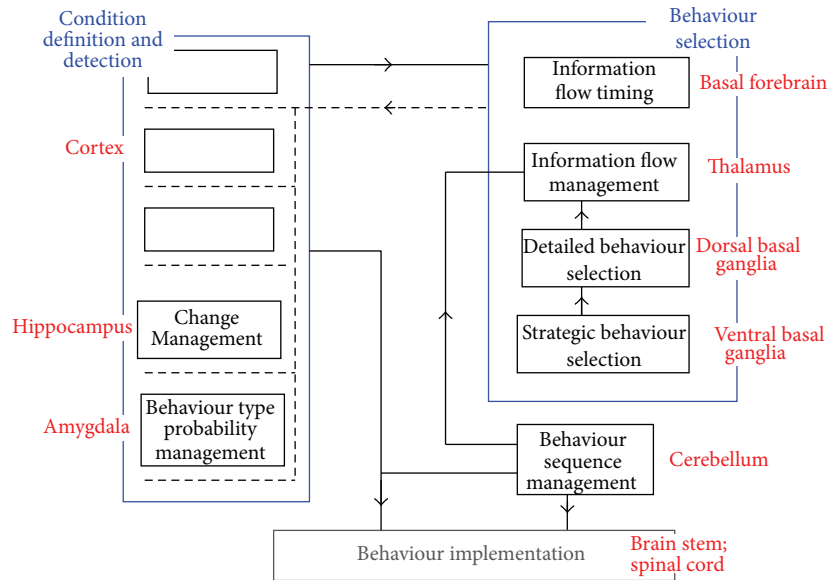 Condition
definition and
detection
Behaviour
selection
Information
flow timing
Basal forebrain
Cortex
Information flow
management
Thalamus
Detailed behaviour
selection
Dorsal basal
ganglia
Hippocampus
Change
Management
Strategic behaviour
selection
Ventral basal
ganglia
Amygdala
Behaviour type
probability
management
Behaviour
sequence
management
Cerebellum
Behaviour implementation
Brain stem;
spinal cord